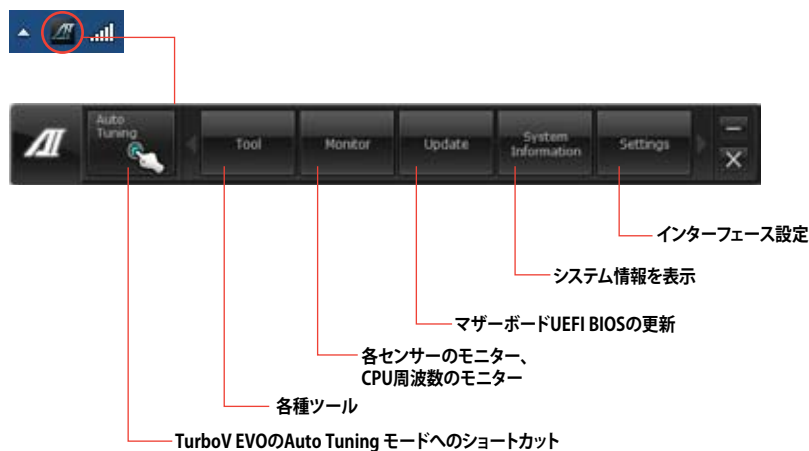 Auto
Tuning
Tool
Monitor
Update
System
Information
Settings
インターフェース設定
システム情報を表示
マザーボードUEFI BIOSの更新
各センサーのモニター、
CPU周波数のモニター
各種ツール
TurboV EVOのAuto Tuning モードへのショートカット